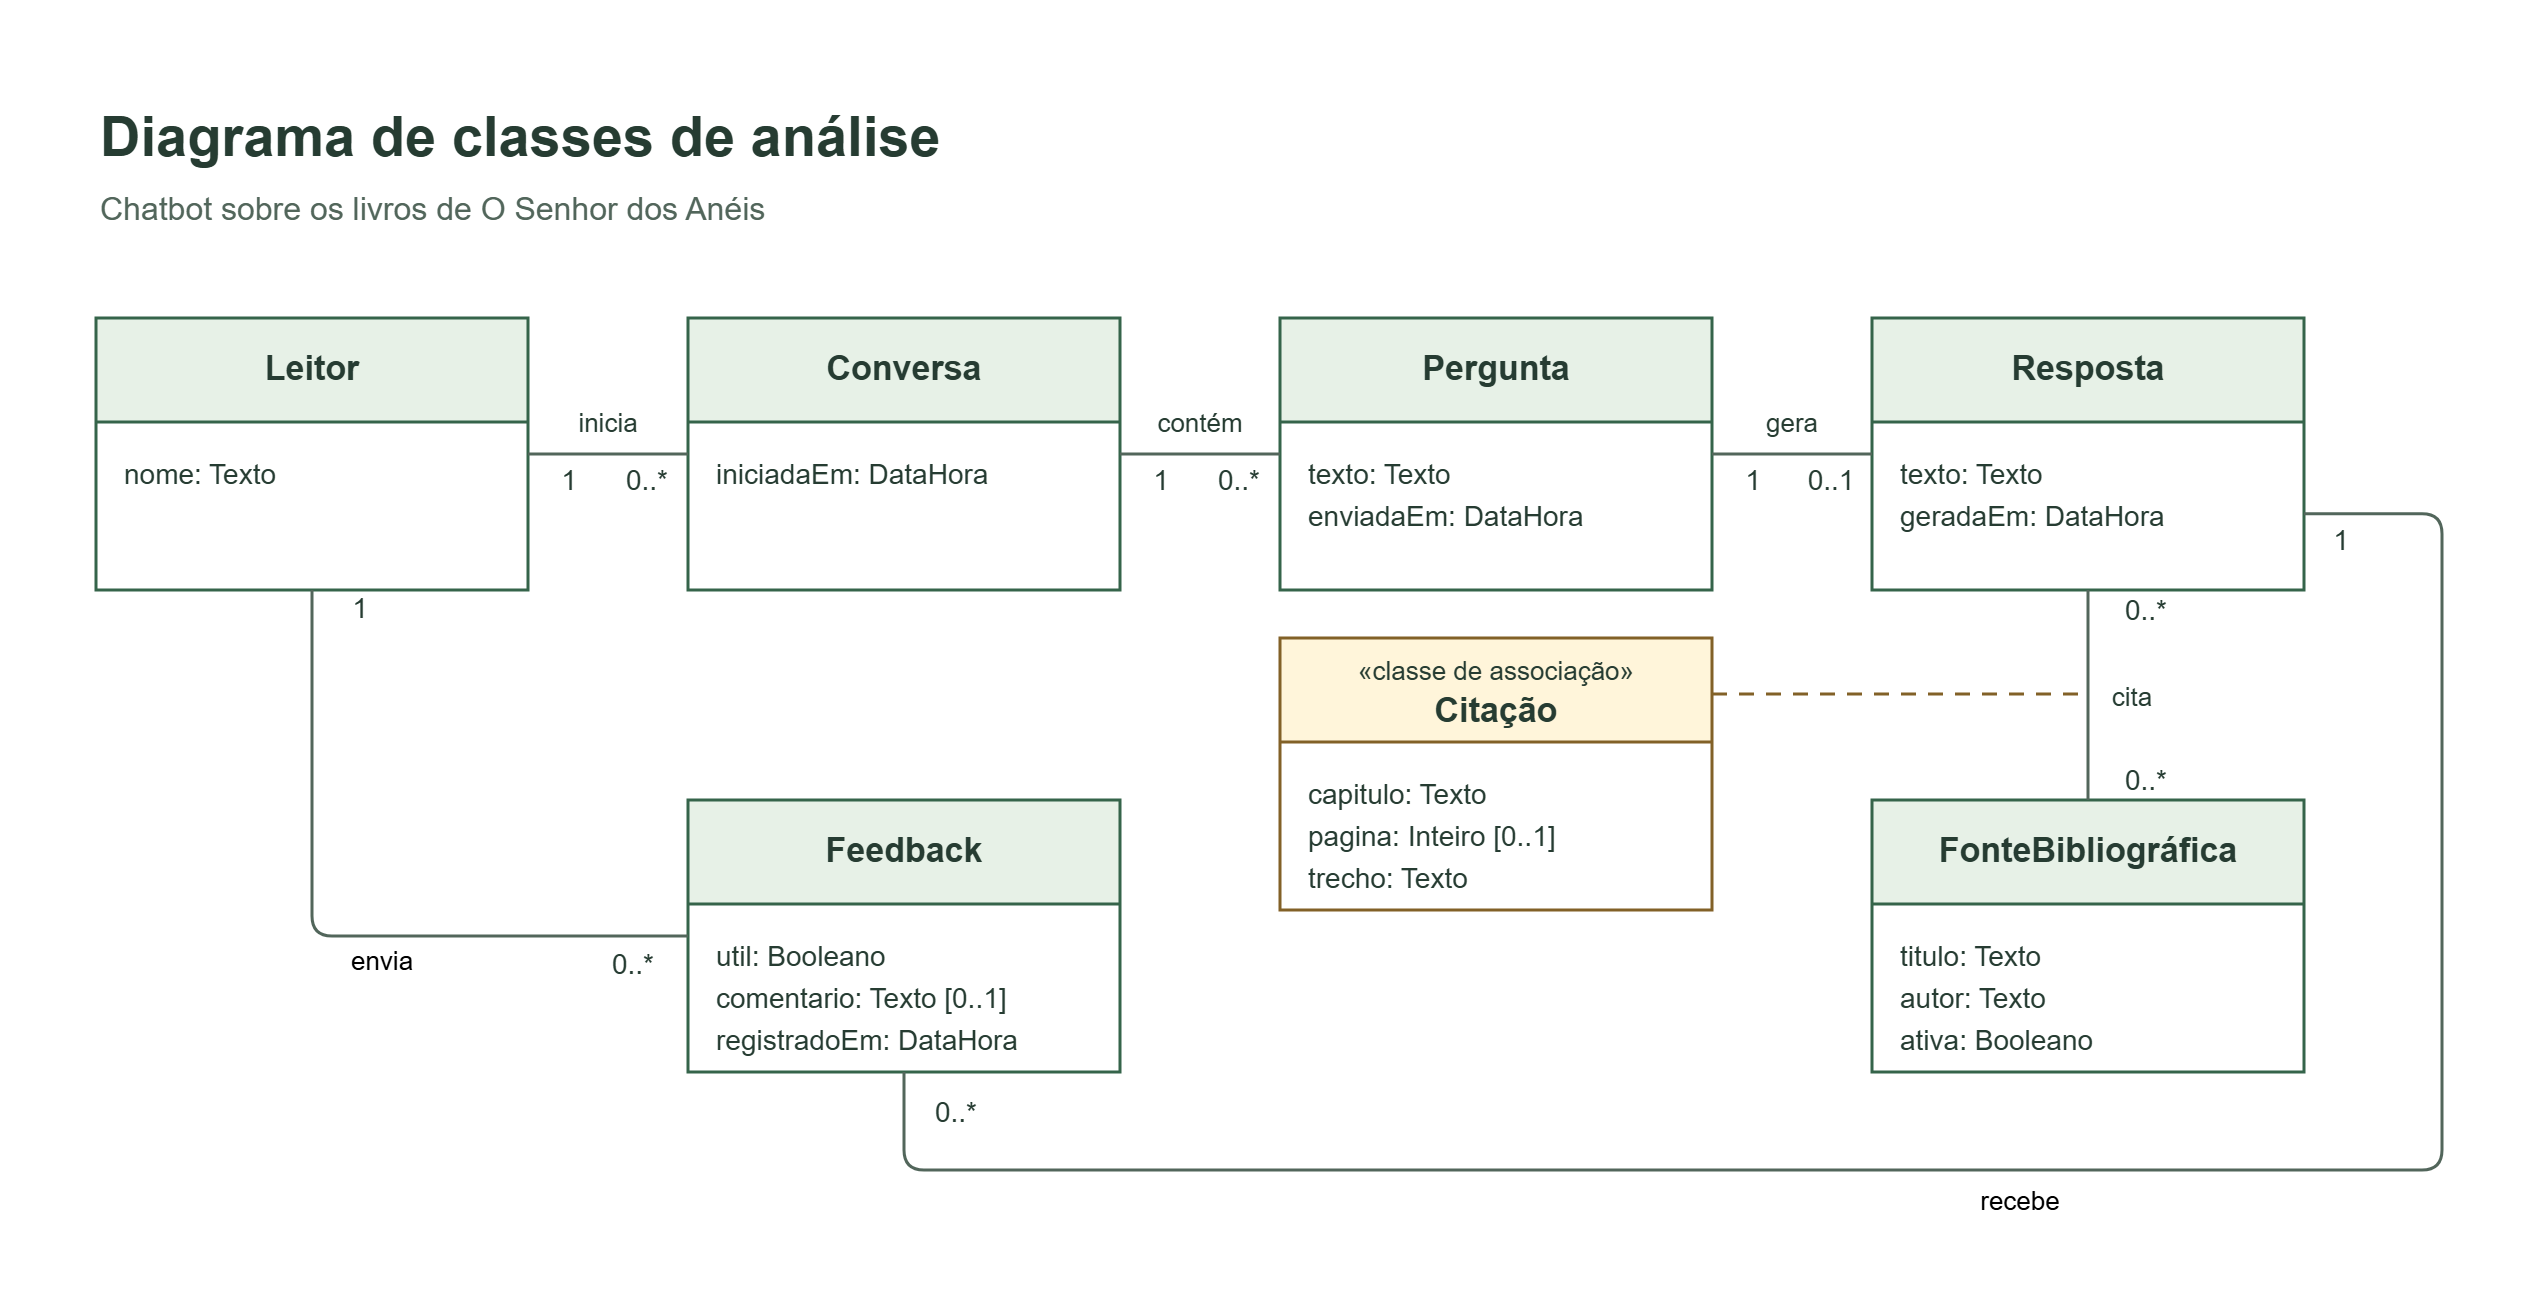 Diagrama de classes de análise
Chatbot sobre os livros de O Senhor dos Anéis
Leitor
nome: Texto
inicia
1
0..*
Conversa
iniciadaEm: DataHora
contém
1
0..*
Pergunta
texto: Texto
enviadaEm: DataHora
gera
1
0..1
Resposta
texto: Texto
geradaEm: DataHora
1
1
0..*
«classe de associação»
Citação
capitulo: Texto
pagina: Inteiro [0..1]
trecho: Texto
cita
0..*
envia
0..*
Feedback
util: Booleano
comentario: Texto [0..1]
registradoEm: DataHora
FonteBibliográfica
titulo: Texto
autor: Texto
ativa: Booleano
0..*
recebe